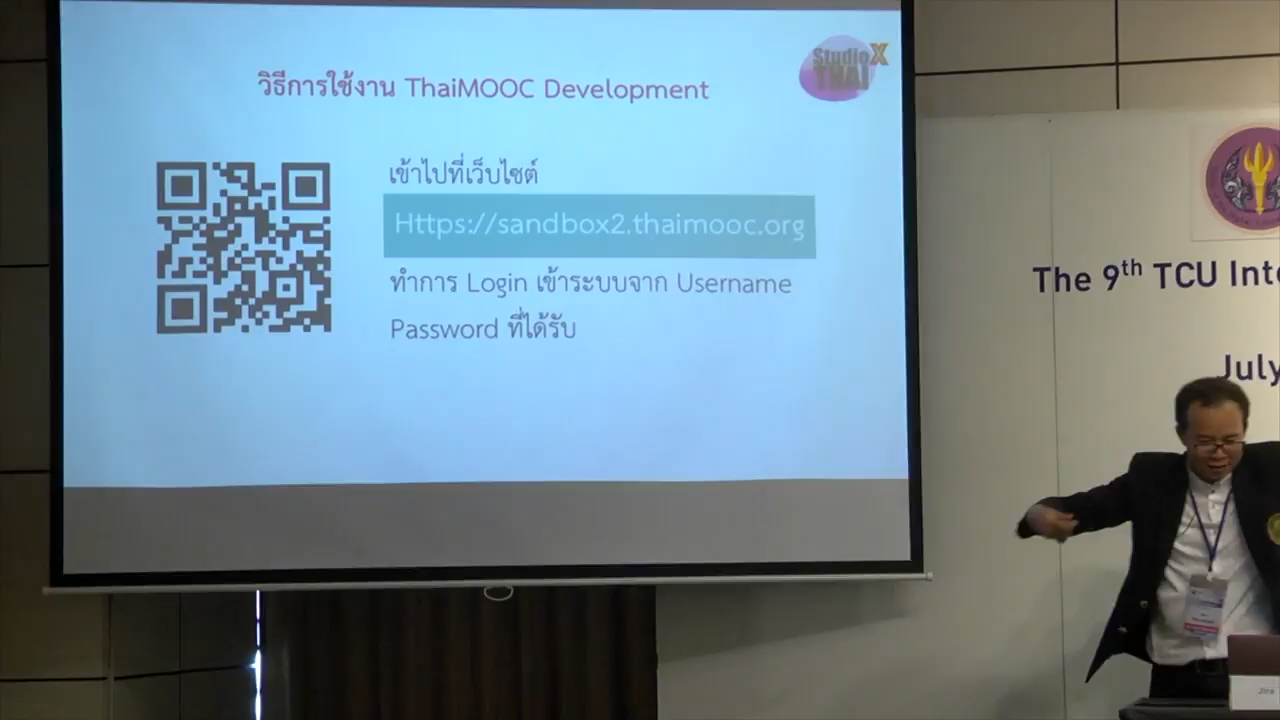 วิธีการใช้งาน ThaiMOOC Development
StudioX
THAI
เข้าไปที่เว็บไซต์
Https://sandbox2.thaimooc.org
ทำการ Login เข้าระบบจาก Username
Password ที่ได้รับ
The 9th TCU Inte
July
Jira